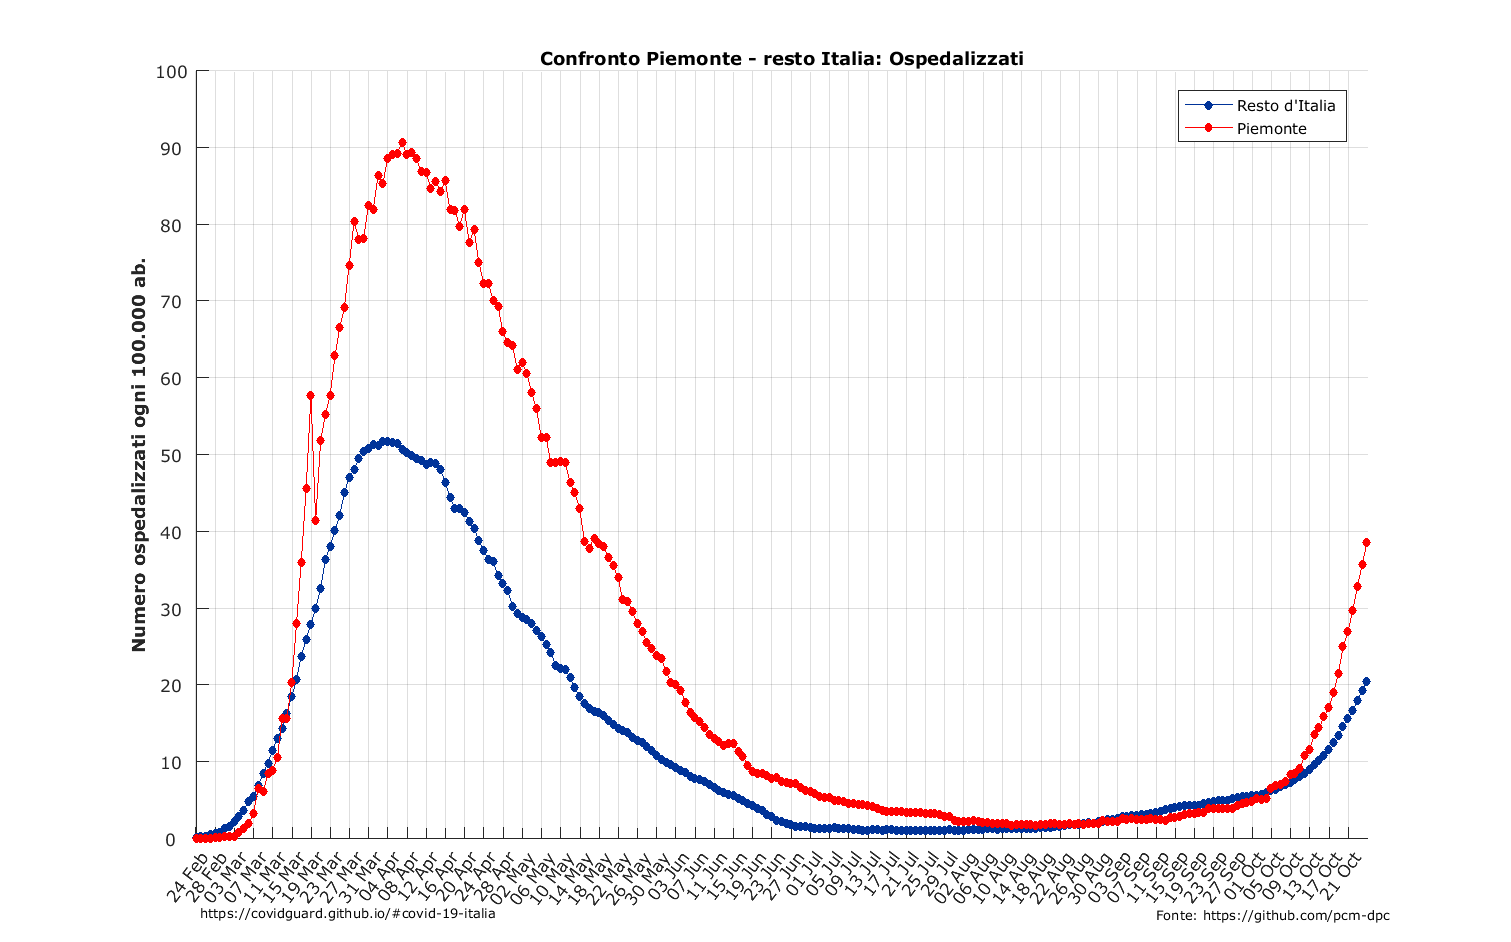 Confronto Piemonte - resto Italia: Ospedalizzati
Resto d'Italia
Piemonte
Numero ospedalizzati ogni 100.000 ab.
100
90
80
70
60
50
40
30
20
10
0
24 Feb
28 Feb
03 Mar
07 Mar
11 Mar
15 Mar
19 Mar
23 Mar
27 Mar
31 Mar
04 Apr
08 Apr
12 Apr
16 Apr
20 Apr
24 Apr
28 Apr
02 May
06 May
10 May
14 May
18 May
22 May
26 May
30 May
03 Jun
07 Jun
11 Jun
15 Jun
19 Jun
23 Jun
27 Jun
01 Jul
05 Jul
09 Jul
13 Jul
17 Jul
21 Jul
25 Jul
29 Jul
02 Aug
06 Aug
10 Aug
14 Aug
18 Aug
22 Aug
26 Aug
30 Aug
03 Sep
07 Sep
11 Sep
15 Sep
19 Sep
23 Sep
27 Sep
01 Oct
05 Oct
09 Oct
13 Oct
17 Oct
21 Oct
https://covidguard.github.io/#covid-19-italia
Fonte: https://github.com/pcm-dpc